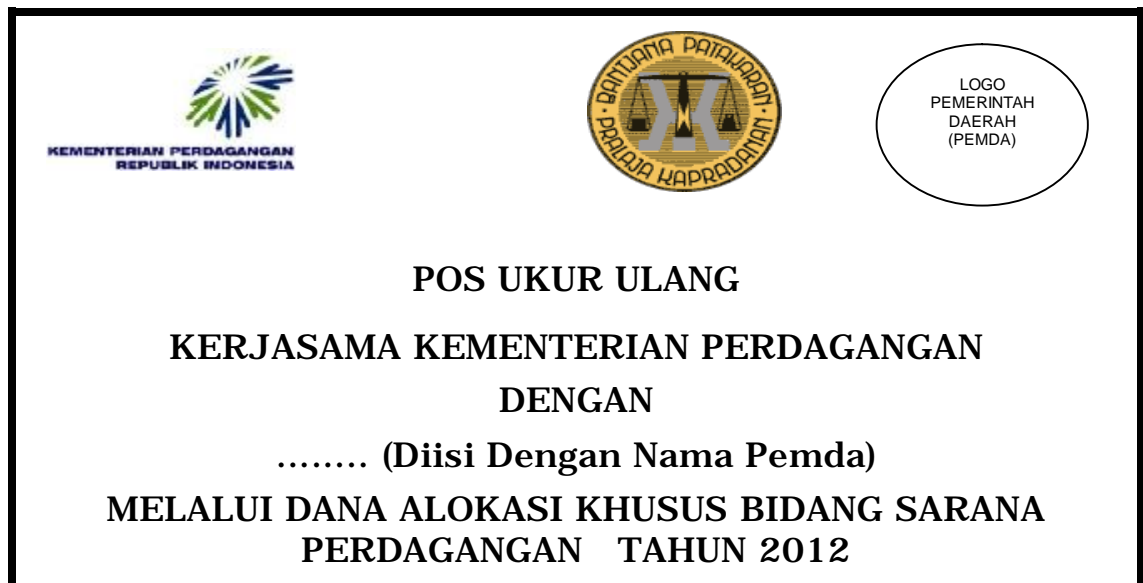 KEMENTERIAN PERDAGANGAN
REPUBLIK INDONESIA
BANTJANA PATAKARAN
PRALAJA KAPRADANAN
LOGO
PEMERINTAH
DAERAH
(PEMDA)
POS UKUR ULANG
KERJASAMA KEMENTERIAN PERDAGANGAN
DENGAN
…….. (Diisi Dengan Nama Pemda)
MELALUI DANA ALOKASI KHUSUS BIDANG SARANA
PERDAGANGAN TAHUN 2012